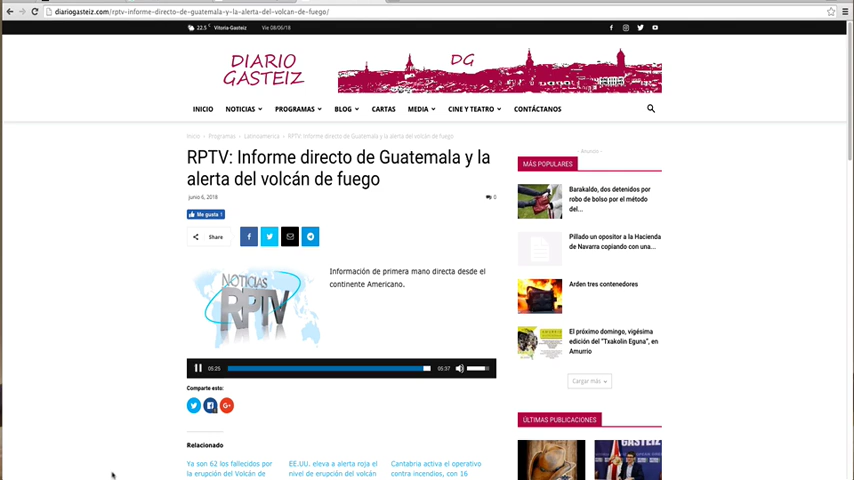 diariogasteiz.com/rptv-informe-directo-de-guatemala-y-la-alerta-del-volcan-de-fuego/
22.5 C Vitoria-Gasteiz Vie 08/06/18
DIARIO
GASTEIZ
DG
INICIO NOTICIAS PROGRAMAS BLOG CARTAS MEDIA CINE Y TEATRO CONTÁCTANOS
Inicio Programas Latinoamerica RPTV: Informe directo de Guatemala y la alerta del volcán de fuego
RPTV: Informe directo de Guatemala y la
alerta del volcán de fuego
junio 6, 2018 0
Me gusta
Share
NOTICIAS
RPTV
Información de primera mano directa desde el
continente Americano.
05:25 05:37
Comparte esto:
Relacionado
Ya son 62 los fallecidos por
la erupción del Volcán de
EE.UU. eleva a alerta roja el
nivel de erupción del volcán
Cantabria activa el operativo
contra incendios, con 16
- Anuncio -
MÁS POPULARES
Barakaldo, dos detenidos por
robo de bolso por el método
del...
Pillado un opositor a la Hacienda
de Navarra copiando con una...
Arden tres contenedores
El próximo domingo, vigésima
edición del "Txakolin Eguna", en
Amurrio
Cargar más
ÚLTIMAS PUBLICACIONES
GASTEIZ